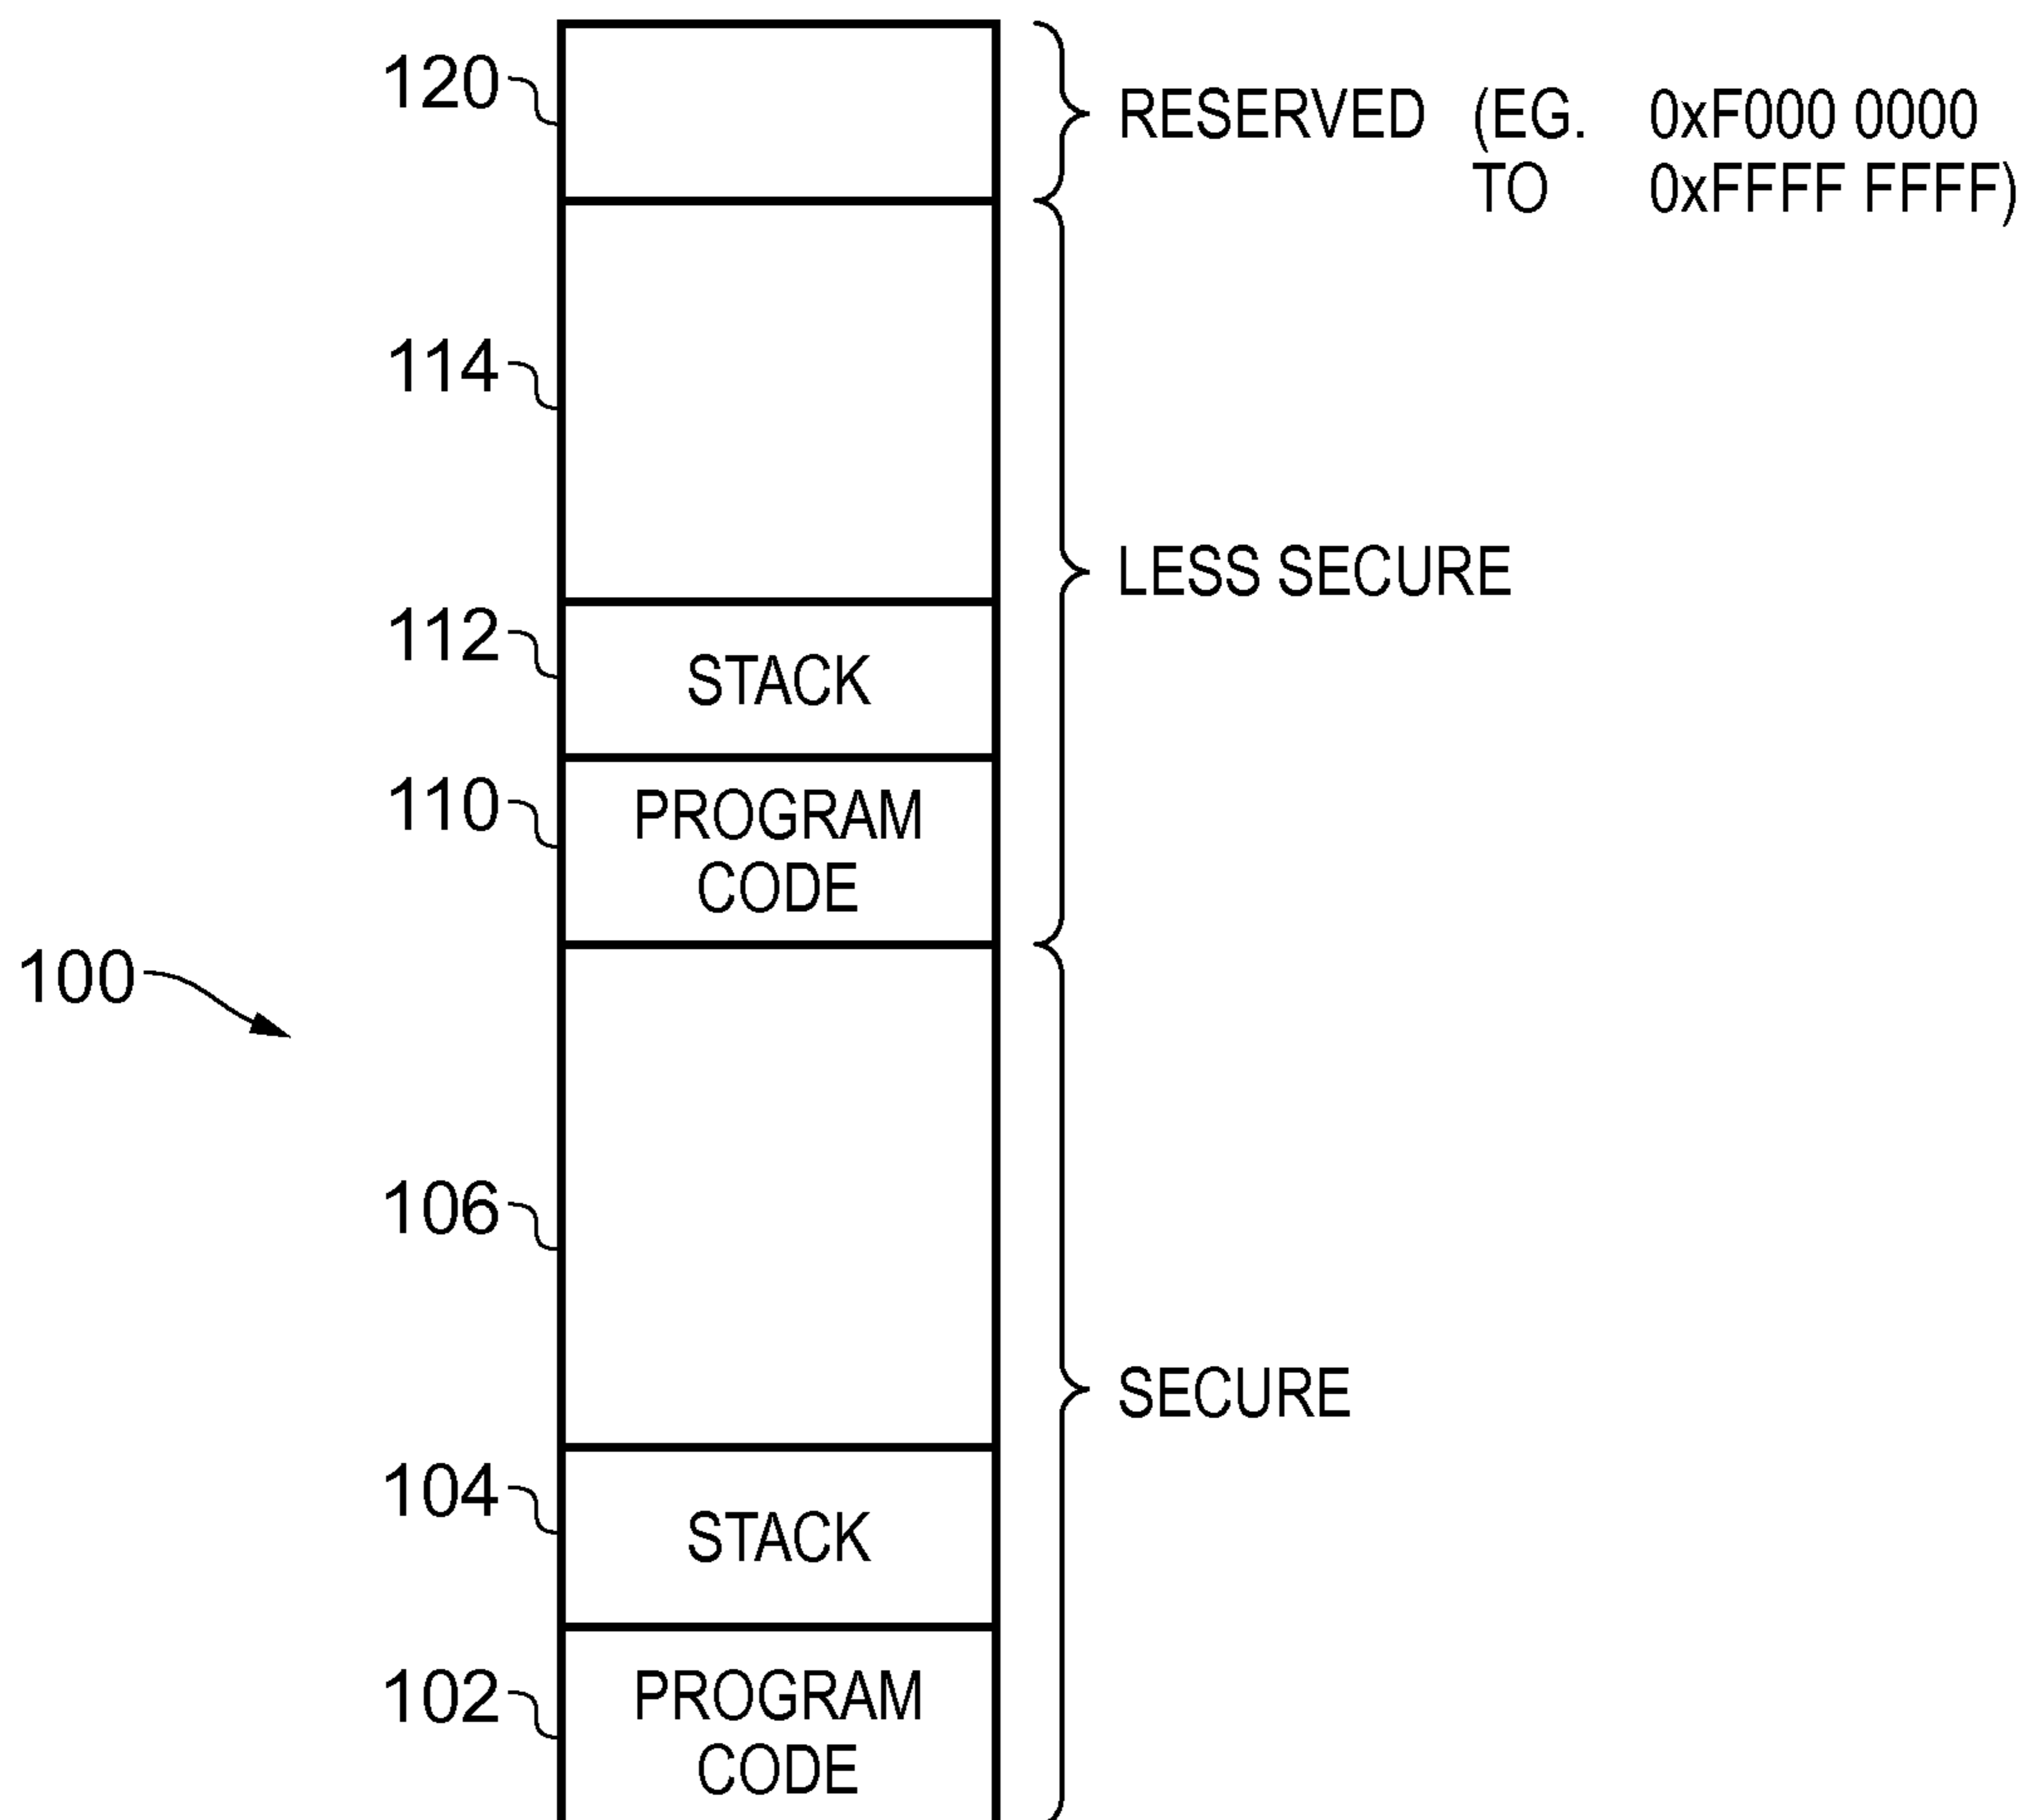 120
RESERVED (EG. 0xF000 0000
TO 0xFFFF FFFF)
114
LESS SECURE
112
STACK
110
PROGRAM
CODE
100
106
SECURE
104
STACK
102
PROGRAM
CODE